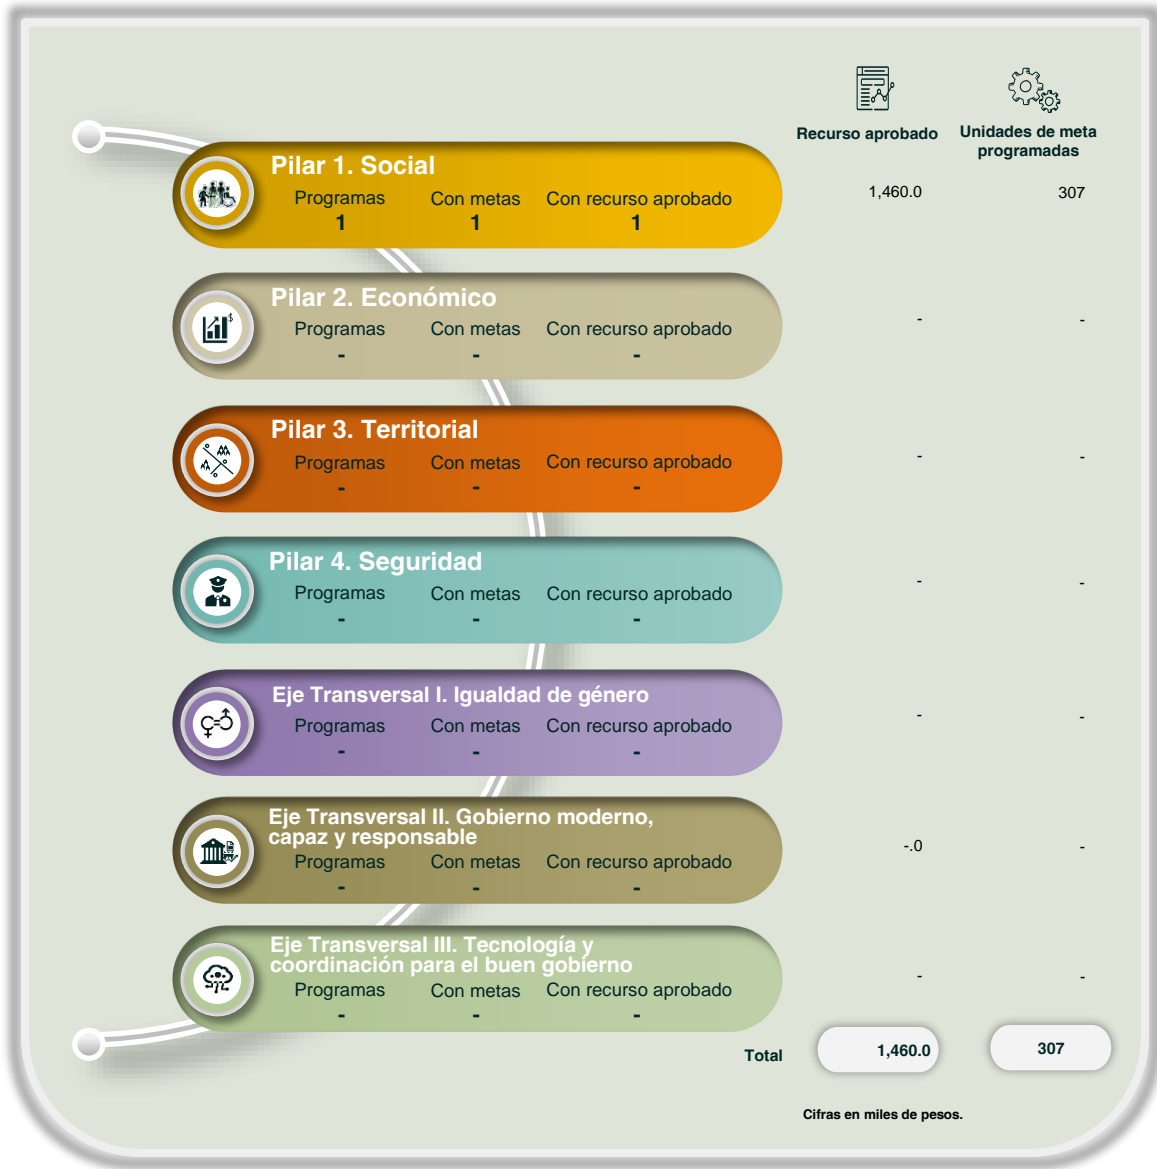 Recurso aprobado
Unidades de meta
programadas
Pilar 1. Social
Programas Con metas Con recurso aprobado
1 1 1
1,460.0 307
Pilar 2. Económico
Programas Con metas Con recurso aprobado
- - -
- -
Pilar 3. Territorial
Programas Con metas Con recurso aprobado
- - -
- -
Pilar 4. Seguridad
Programas Con metas Con recurso aprobado
- - -
- -
Eje Transversal I. Igualdad de género
Programas Con metas Con recurso aprobado
- - -
- -
Eje Transversal II. Gobierno moderno,
capaz y responsable
Programas Con metas Con recurso aprobado
- - -
-.0 -
Eje Transversal III. Tecnología y
coordinación para el buen gobierno
Programas Con metas Con recurso aprobado
- - -
- -
Total 1,460.0 307
Cifras en miles de pesos.